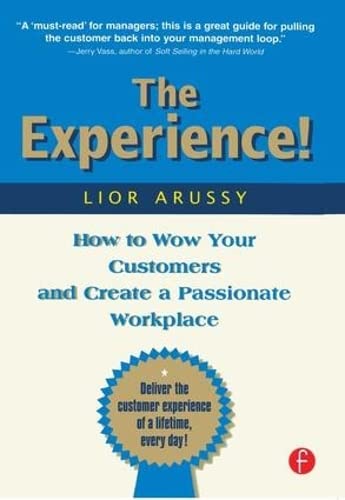 “A ‘must-read’ for managers; this is a great guide for pulling
the customer back into your management loop.”
—Jerry Vass, author of Soft Selling in the Hard World
The
Experience!
LIOR ARUSSY
How to Wow Your
Customers
and Create a Passionate
Workplace
*
Deliver the
customer experience
of a lifetime,
every day!
f